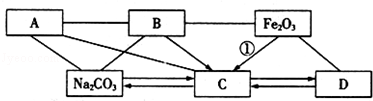 A B Fe₂O₃
①
Na₂CO₃ C D